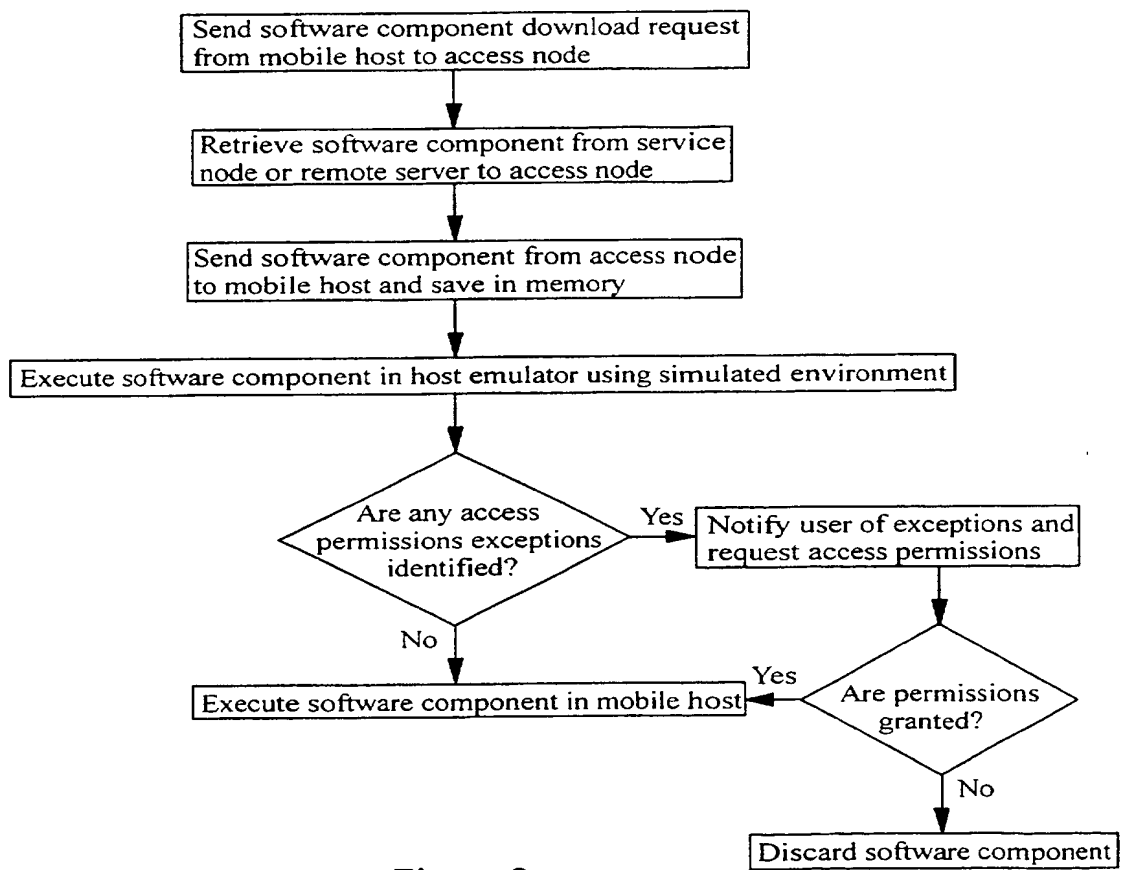 Send software component download request
from mobile host to access node
Retrieve software component from service
node or remote server to access node
Send software component from access node
to mobile host and save in memory
Execute software component in host emulator using simulated environment
Are any access
permissions exceptions
identified?
Yes
Notify user of exceptions and
request access permissions
No
Execute software component in mobile host
Yes
Are permissions
granted?
No
Discard software component